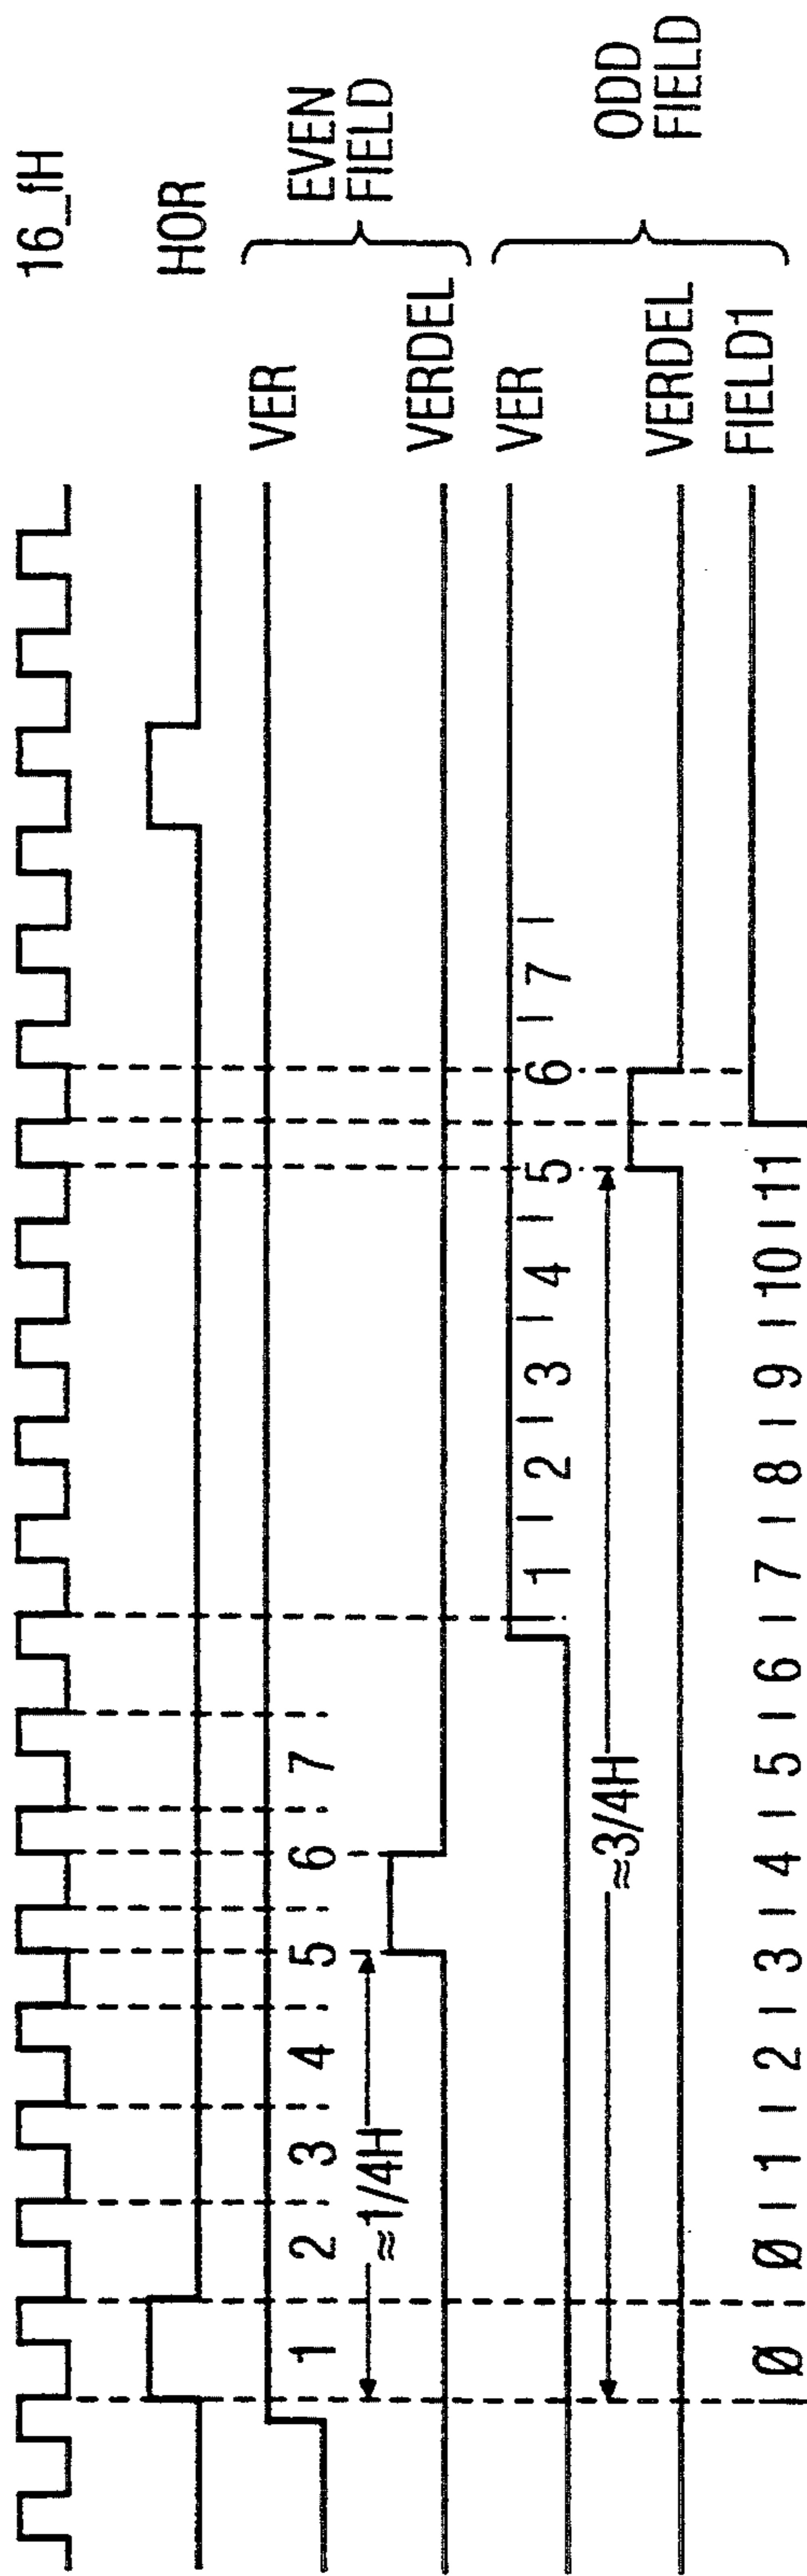 16_fH
HOR
VER
EVEN
FIELD
1 2 3 4 5 6 7
≈1/4H
VERDEL
VER
ODD
FIELD
1 2 3 4 5 6 7
≈3/4H
VERDEL
FIELD1
Ø Ø 1 2 3 4 5 6 7 8 9 10 11